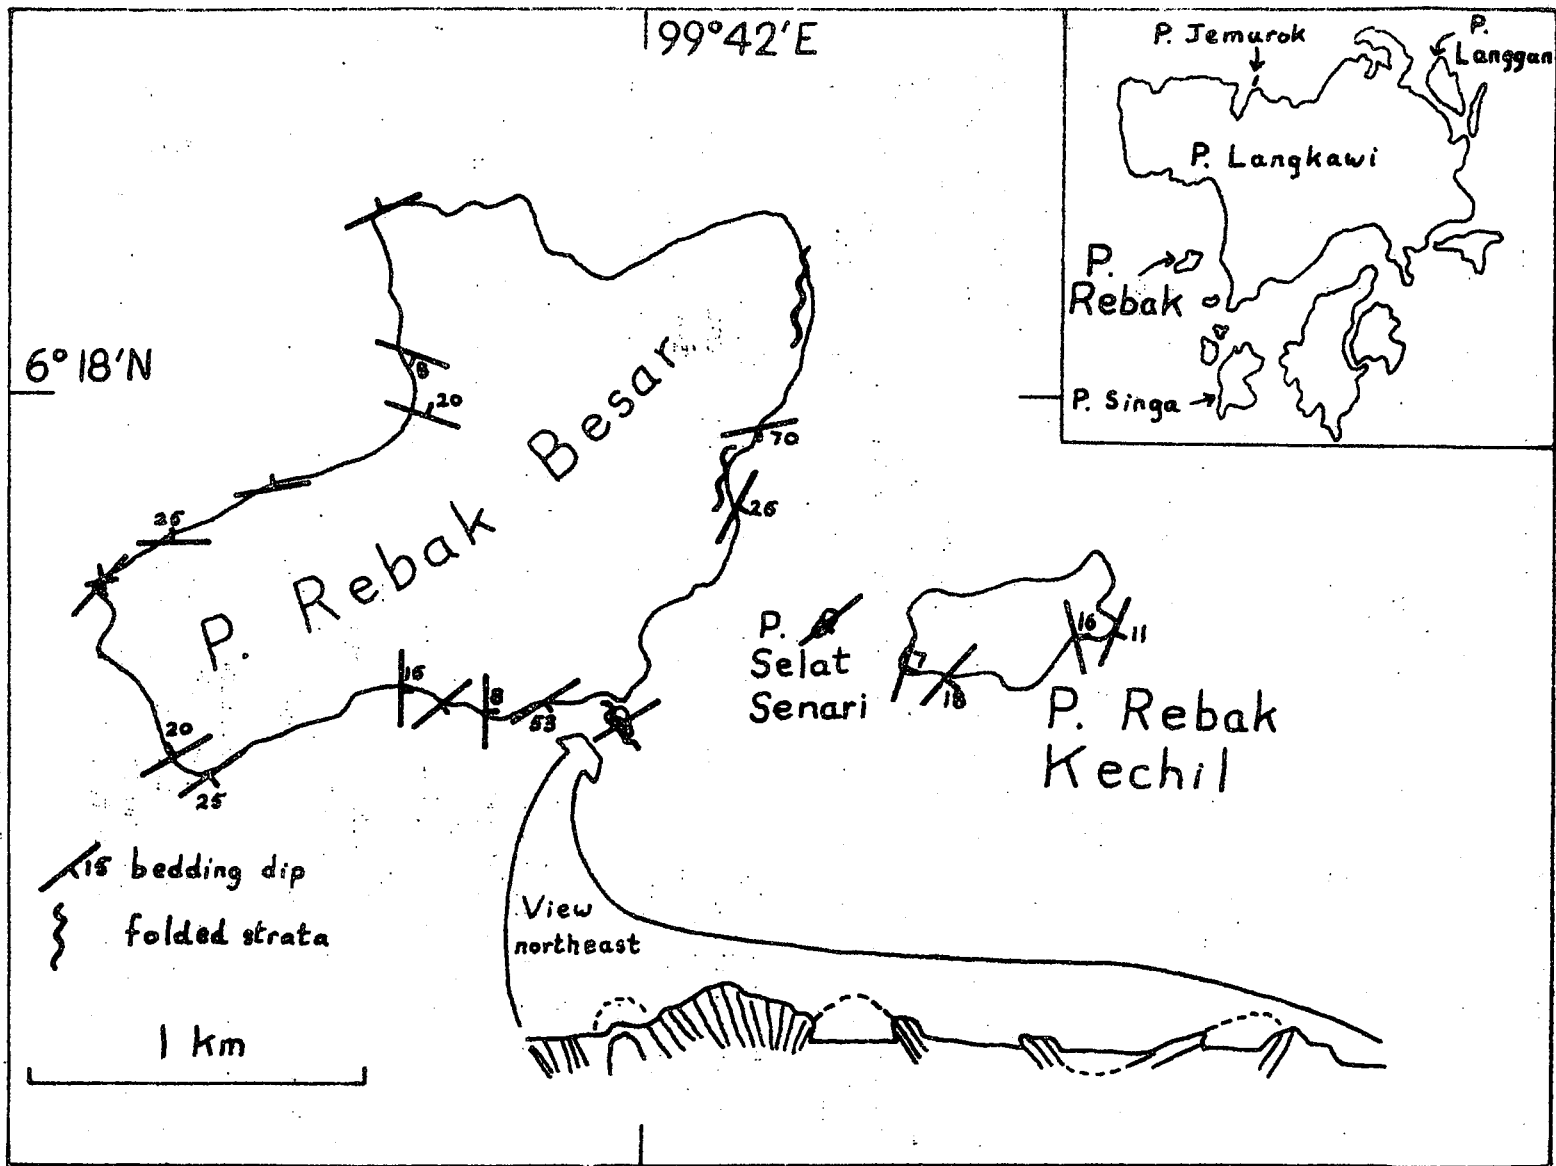 99°42'E
P. Jemurok
P.
Langgan
P. Langkawi
P.
Rebak
P. Singa
6°18'N
8
20
70
26
25
P. Rebak Besar
P.
Selat
Senari
16
11
7
18
P. Rebak
Kechil
16
8
53
20
25
15 bedding dip
folded strata
View
northeast
1 km